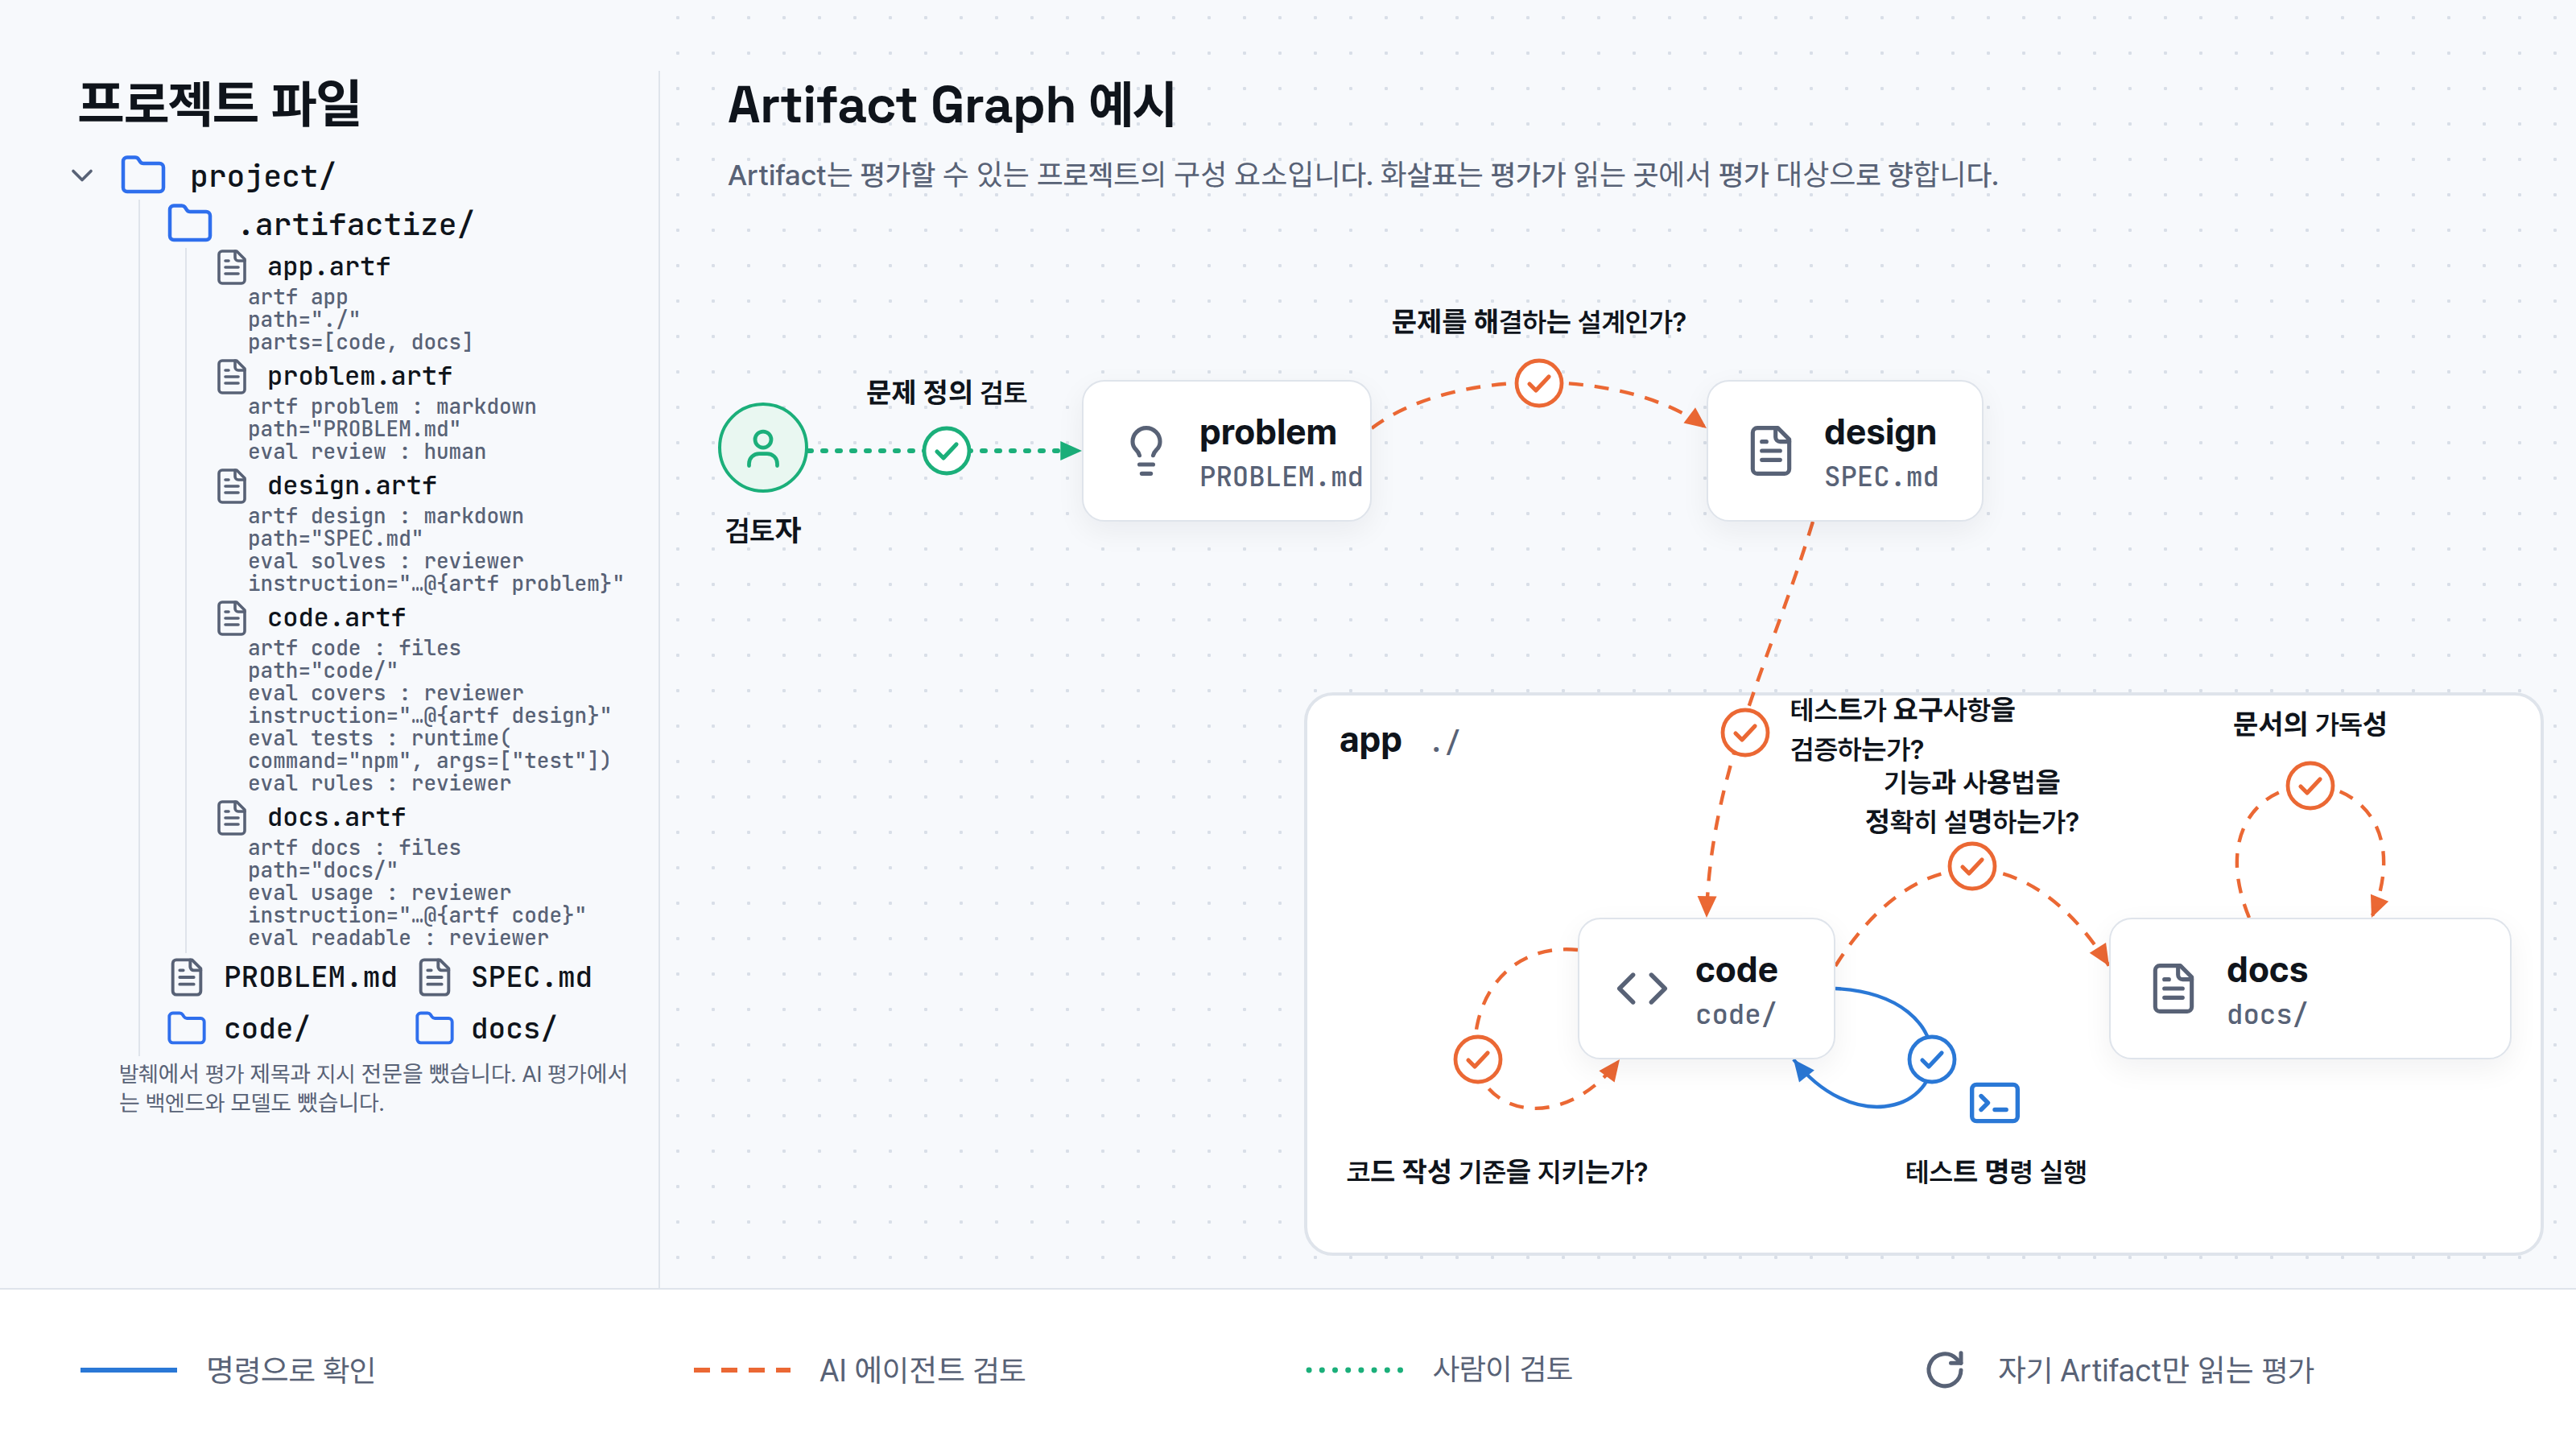 프로젝트 파일
project/
.artifactize/
app.artf
artf app
path="./"
parts=[code, docs]
problem.artf
artf problem : markdown
path="PROBLEM.md"
eval review : human
design.artf
artf design : markdown
path="SPEC.md"
eval solves : reviewer
instruction="…@{artf problem}"
code.artf
artf code : files
path="code/"
eval covers : reviewer
instruction="…@{artf design}"
eval tests : runtime(
command="npm", args=["test"])
eval rules : reviewer
docs.artf
artf docs : files
path="docs/"
eval usage : reviewer
instruction="…@{artf code}"
eval readable : reviewer
PROBLEM.md SPEC.md
code/ docs/
발췌에서 평가 제목과 지시 전문을 뺐습니다. AI 평가에서
는 백엔드와 모델도 뺐습니다.
Artifact Graph 예시
Artifact는 평가할 수 있는 프로젝트의 구성 요소입니다. 화살표는 평가가 읽는 곳에서 평가 대상으로 향합니다.
문제를 해결하는 설계인가?
문제 정의 검토
검토자
problem
PROBLEM.md
design
SPEC.md
app ./
테스트가 요구사항을
검증하는가?
기능과 사용법을
정확히 설명하는가?
문서의 가독성
code
code/
docs
docs/
코드 작성 기준을 지키는가?
테스트 명령 실행
명령으로 확인
AI 에이전트 검토
사람이 검토
자기 Artifact만 읽는 평가